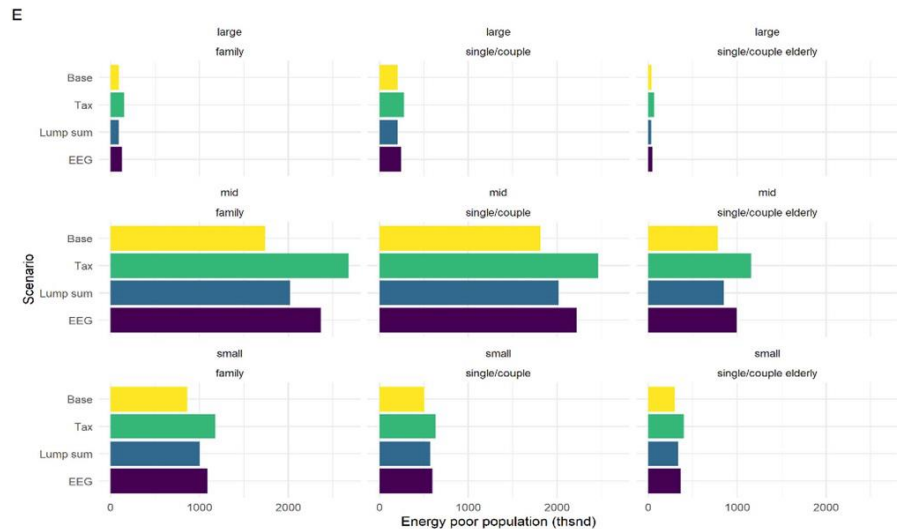 E
large large large
family single/couple single/couple elderly
Base
Tax
Lump sum
EEG
mid mid mid
family single/couple single/couple elderly
Base
Tax
Lump sum
EEG
Scenario
small small small
family single/couple single/couple elderly
Base
Tax
Lump sum
EEG
0 1000 2000 0 1000 2000 0 1000 2000
Energy poor population (thsnd)